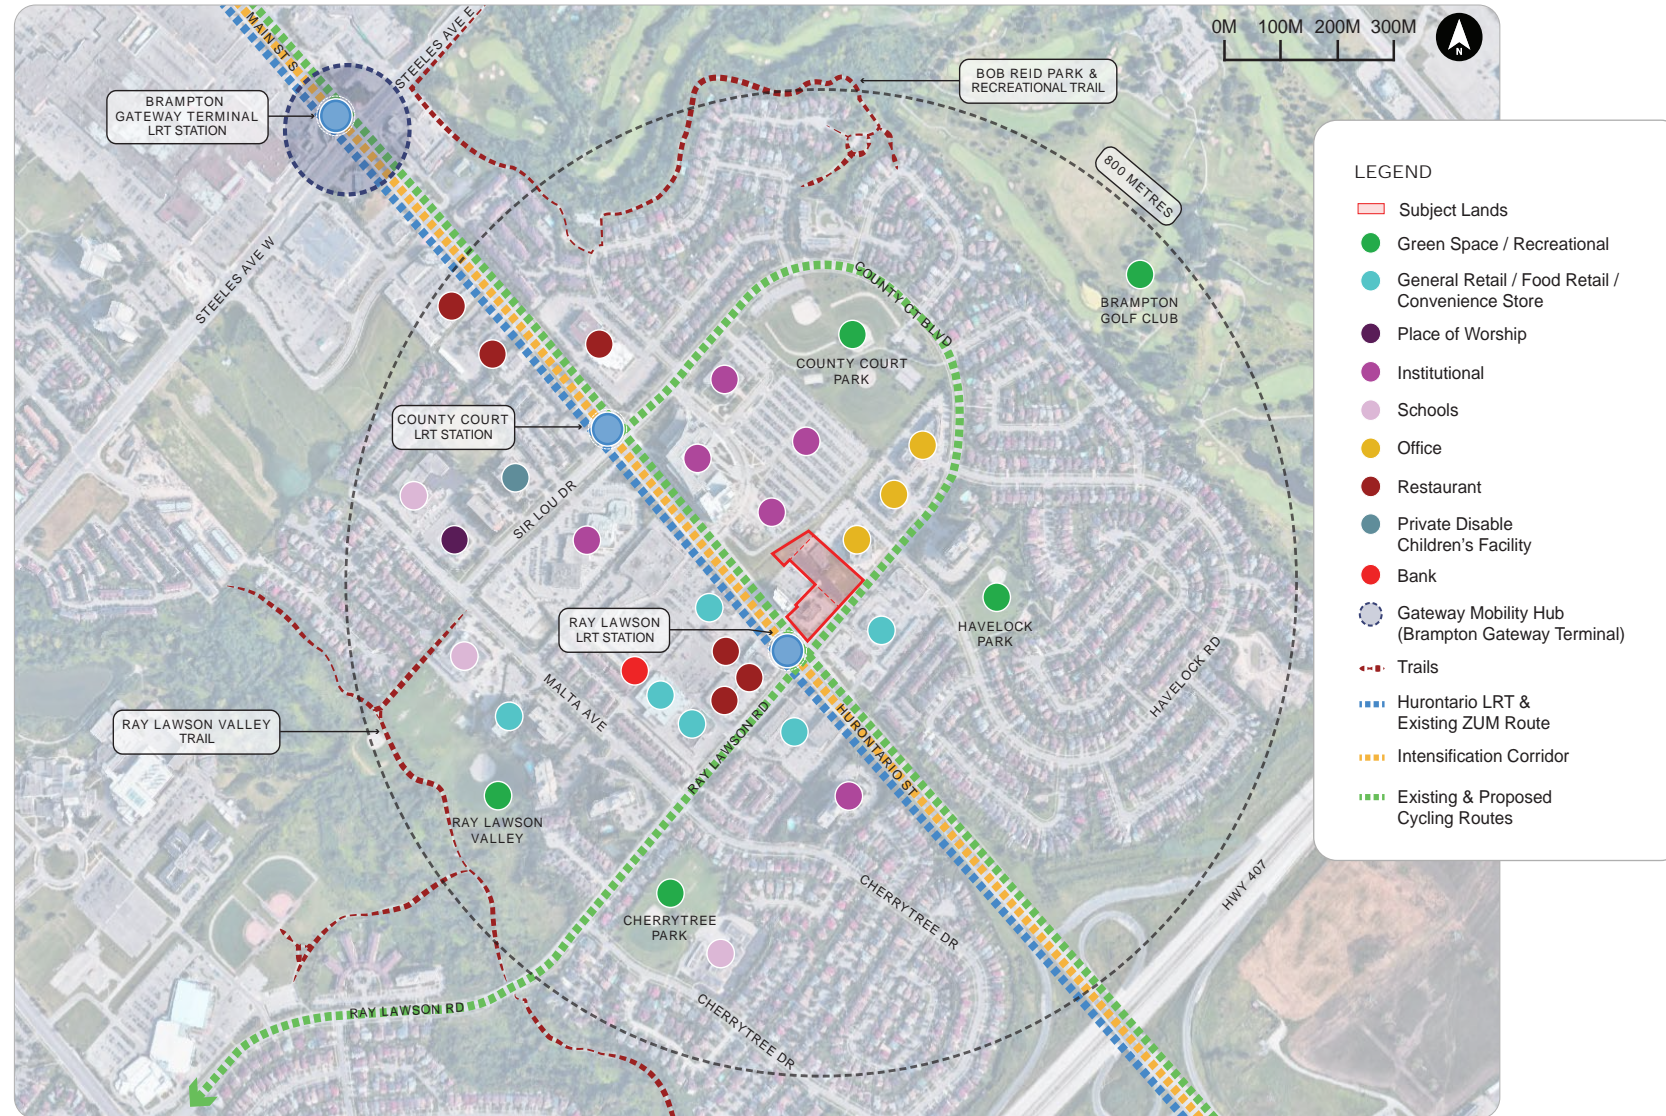 MAIN ST S
STEELES AVE E
0M 100M 200M 300M
N
BRAMPTON
GATEWAY TERMINAL
LRT STATION
BOB REID PARK &
RECREATIONAL TRAIL
800 METRES
STEELES AVE W
COUNTY CT BLVD
BRAMPTON
GOLF CLUB
COUNTY COURT
PARK
COUNTY COURT
LRT STATION
SIR LOU DR
RAY LAWSON
LRT STATION
HAVELOCK
PARK
HAVELOCK RD
MALTA AVE
RAY LAWSON RD
HURONTARIO ST
RAY LAWSON VALLEY
TRAIL
RAY LAWSON
VALLEY
CHERRYTREE
PARK
CHERRYTREE DR
HWY 407
RAY LAWSON RD
CHERRYTREE DR
LEGEND
Subject Lands
Green Space / Recreational
General Retail / Food Retail /
Convenience Store
Place of Worship
Institutional
Schools
Office
Restaurant
Private Disable
Children's Facility
Bank
Gateway Mobility Hub
(Brampton Gateway Terminal)
Trails
Hurontario LRT &
Existing ZUM Route
Intensification Corridor
Existing & Proposed
Cycling Routes